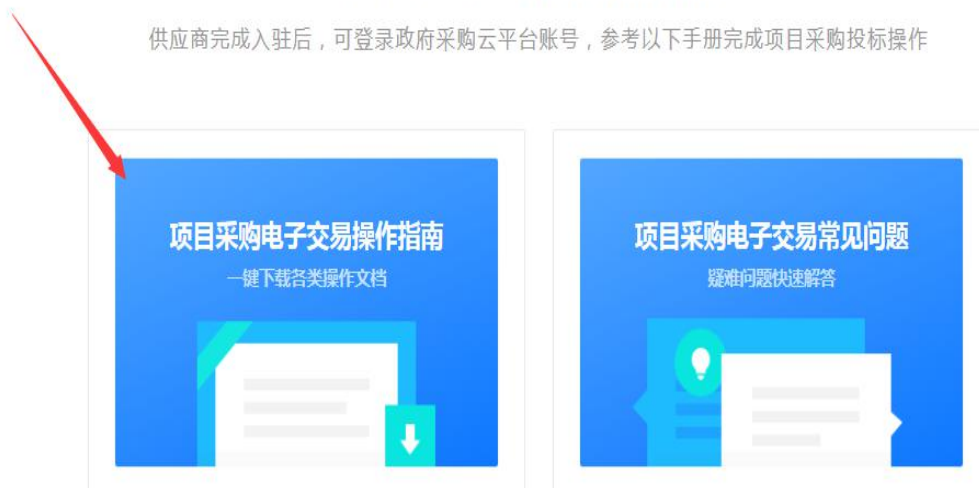 供应商完成入驻后，可登录政府采购云平台账号，参考以下手册完成项目采购投标操作
项目采购电子交易操作指南
一键下载各类操作文档
项目采购电子交易常见问题
疑难问题快速解答